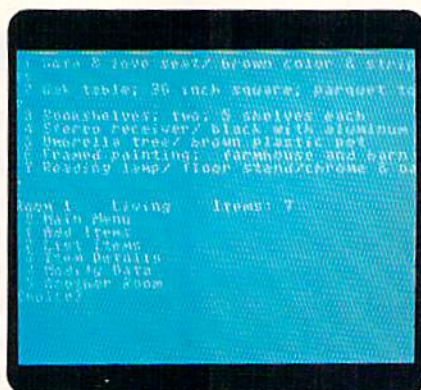 1 Sofa & love seat/ brown color & strip
2 Oak table; 36 inch square; parquet to
3 Bookshelves; two; 5 shelves each
4 Stereo receiver/ black with aluminum
5 Umbrella tree/ brown plastic pot
6 Framed painting; farmhouse and barn
7 Reading lamp/ floor stand/chrome &
Room 1 Living Items: 7
Main Menu
1 Add Items
2 List Items
3 Item Details
4 Modify Data
5 Another Room
Choice?